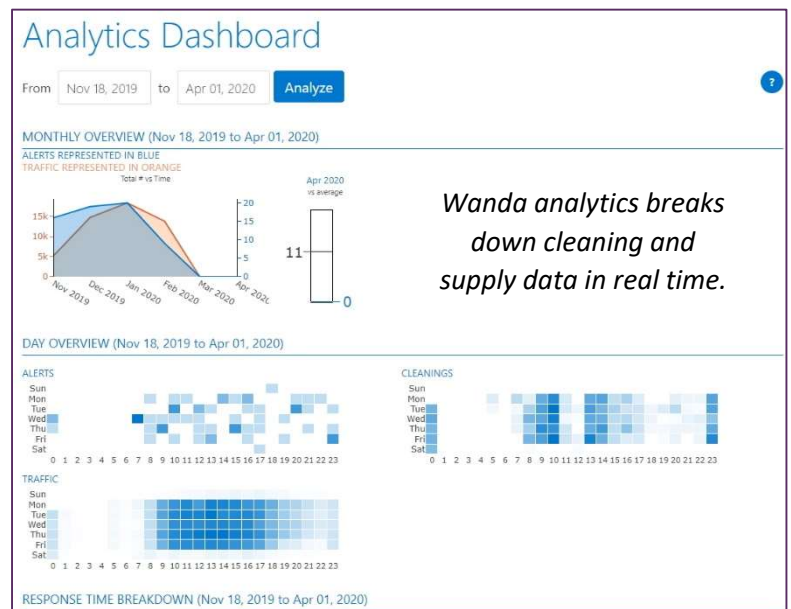 Analytics Dashboard
From Nov 18, 2019 to Apr 01, 2020 Analyze ?
MONTHLY OVERVIEW (Nov 18, 2019 to Apr 01, 2020)
ALERTS REPRESENTED IN BLUE
TRAFFIC REPRESENTED IN ORANGE
Total # vs Time
15k
10k
5k
0
20
15
10
5
0
Nov 2019 Dec 2019 Jan 2020 Feb 2020 Mar 2020 Apr 2020
Apr 2020
vs average
11
0
Wanda analytics breaks
down cleaning and
supply data in real time.
DAY OVERVIEW (Nov 18, 2019 to Apr 01, 2020)
ALERTS
Sun
Mon
Tue
Wed
Thu
Fri
Sat
0 1 2 3 4 5 6 7 8 9 10 11 12 13 14 15 16 17 18 19 20 21 22 23
CLEANINGS
Sun
Mon
Tue
Wed
Thu
Fri
Sat
0 1 2 3 4 5 6 7 8 9 10 11 12 13 14 15 16 17 18 19 20 21 22 23
TRAFFIC
Sun
Mon
Tue
Wed
Thu
Fri
Sat
0 1 2 3 4 5 6 7 8 9 10 11 12 13 14 15 16 17 18 19 20 21 22 23
RESPONSE TIME BREAKDOWN (Nov 18, 2019 to Apr 01, 2020)